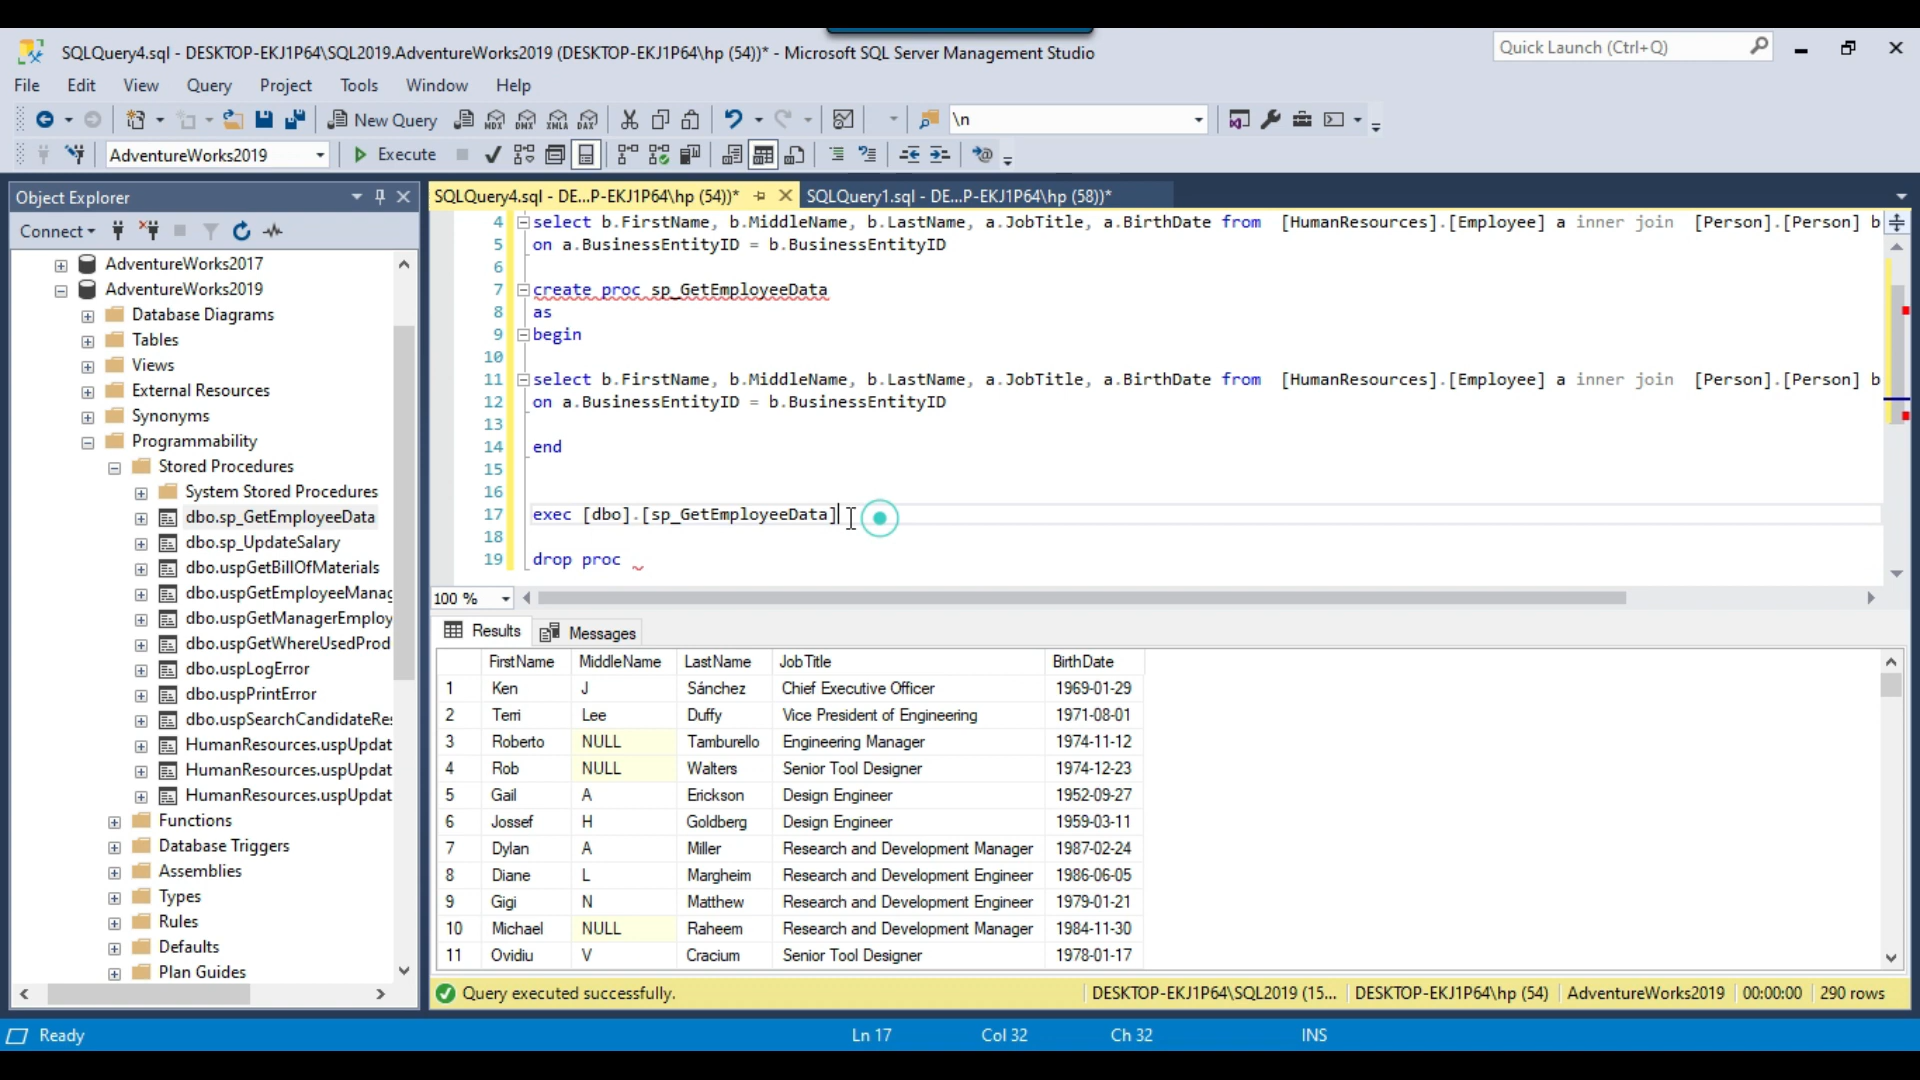 SQLQuery4.sql - DESKTOP-EKJ1P64\SQL2019.AdventureWorks2019 (DESKTOP-EKJ1P64\hp (54))* - Microsoft SQL Server Management Studio
Quick Launch (Ctrl+Q)
File Edit View Query Project Tools Window Help
New Query
MDX DMX XMLA DAX
\n
AdventureWorks2019
Execute
Object Explorer
Connect
AdventureWorks2017
AdventureWorks2019
Database Diagrams
Tables
Views
External Resources
Synonyms
Programmability
Stored Procedures
System Stored Procedures
dbo.sp_GetEmployeeData
dbo.sp_UpdateSalary
dbo.uspGetBillOfMaterials
dbo.uspGetEmployeeManag
dbo.uspGetManagerEmploy
dbo.uspGetWhereUsedProd
dbo.uspLogError
dbo.uspPrintError
dbo.uspSearchCandidateRe
HumanResources.uspUpdat
HumanResources.uspUpdat
HumanResources.uspUpdat
Functions
Database Triggers
Assemblies
Types
Rules
Defaults
Plan Guides
SQLQuery4.sql - DE...P-EKJ1P64\hp (54))* SQLQuery1.sql - DE...P-EKJ1P64\hp (58))*
4 select b.FirstName, b.MiddleName, b.LastName, a.JobTitle, a.BirthDate from [HumanResources].[Employee] a inner join [Person].[Person] b
5 on a.BusinessEntityID = b.BusinessEntityID
6
7 create proc sp_GetEmployeeData
8 as
9 begin
10
11 select b.FirstName, b.MiddleName, b.LastName, a.JobTitle, a.BirthDate from [HumanResources].[Employee] a inner join [Person].[Person] b
12 on a.BusinessEntityID = b.BusinessEntityID
13
14 end
15
16
17 exec [dbo].[sp_GetEmployeeData]
18
19 drop proc
100 %
Results Messages
FirstName MiddleName LastName JobTitle BirthDate
1 Ken J Sánchez Chief Executive Officer 1969-01-29
2 Terri Lee Duffy Vice President of Engineering 1971-08-01
3 Roberto NULL Tamburello Engineering Manager 1974-11-12
4 Rob NULL Walters Senior Tool Designer 1974-12-23
5 Gail A Erickson Design Engineer 1952-09-27
6 Jossef H Goldberg Design Engineer 1959-03-11
7 Dylan A Miller Research and Development Manager 1987-02-24
8 Diane L Margheim Research and Development Engineer 1986-06-05
9 Gigi N Matthew Research and Development Engineer 1979-01-21
10 Michael NULL Raheem Research and Development Manager 1984-11-30
11 Ovidiu V Cracium Senior Tool Designer 1978-01-17
Query executed successfully.
DESKTOP-EKJ1P64\SQL2019 (15... DESKTOP-EKJ1P64\hp (54) AdventureWorks2019 00:00:00 290 rows
Ready Ln 17 Col 32 Ch 32 INS